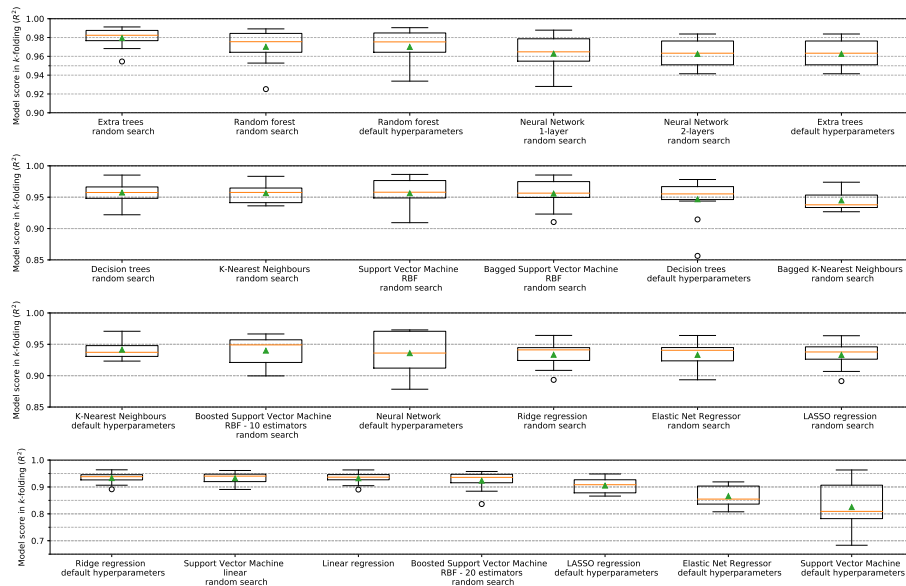 Model score in k-folding (R²)
1.00
0.98
0.96
0.94
0.92
0.90
Extra trees
random search
Random forest
random search
Random forest
default hyperparameters
Neural Network
1-layer
random search
Neural Network
2-layers
random search
Extra trees
default hyperparameters
Model score in k-folding (R²)
1.00
0.95
0.90
0.85
Decision trees
random search
K-Nearest Neighbours
random search
Support Vector Machine
RBF
random search
Bagged Support Vector Machine
RBF
random search
Decision trees
default hyperparameters
Bagged K-Nearest Neighbours
random search
Model score in k-folding (R²)
1.00
0.95
0.90
0.85
K-Nearest Neighbours
default hyperparameters
Boosted Support Vector Machine
RBF - 10 estimators
random search
Neural Network
default hyperparameters
Ridge regression
random search
Elastic Net Regressor
random search
LASSO regression
random search
Model score in k-folding (R²)
1.0
0.9
0.8
0.7
Ridge regression
default hyperparameters
Support Vector Machine
linear
random search
Linear regression
Boosted Support Vector Machine
RBF - 20 estimators
random search
LASSO regression
default hyperparameters
Elastic Net Regressor
default hyperparameters
Support Vector Machine
default hyperparameters